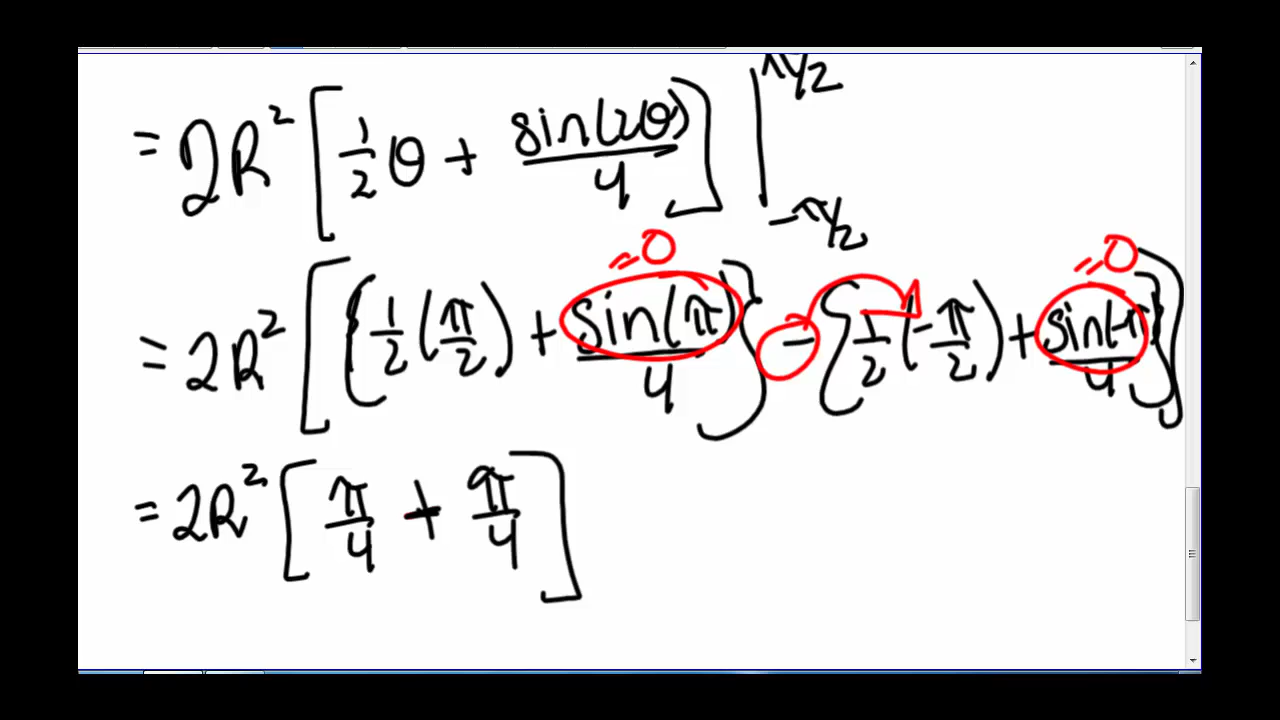 = 2R² [ 1/2 θ + sin(2θ)/4 ] | π/2 -π/2
= 2R² [ { 1/2 (π/2) + sin(π)/4 } - { 1/2 (-π/2) + sin(-π)/4 } ] =0 =0
= 2R² [ π/4 + π/4 ]